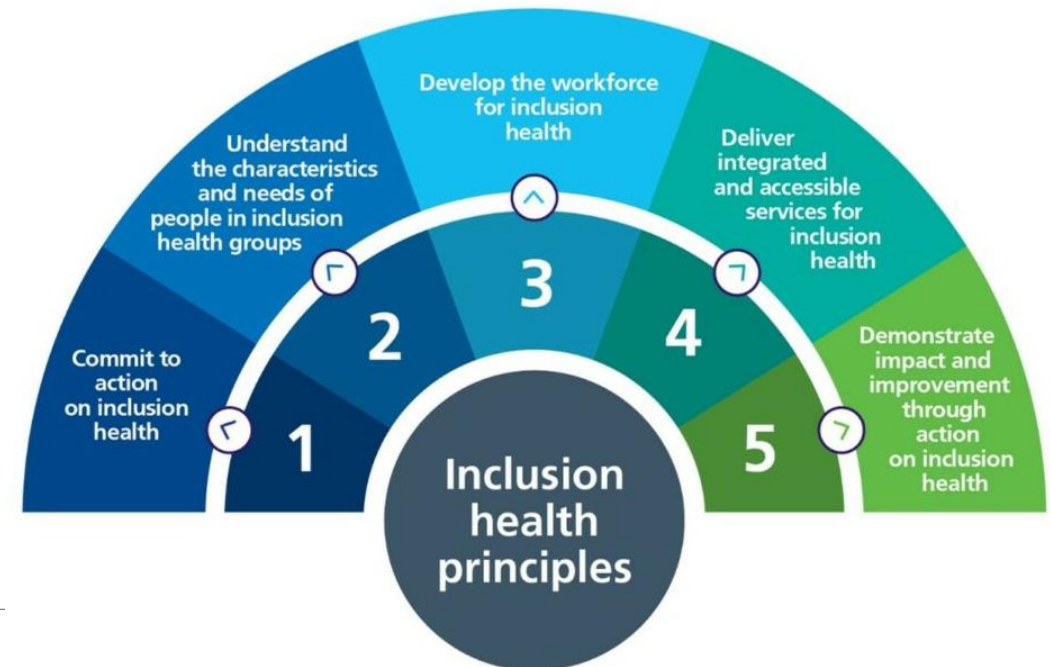 1
Commit to
action
on inclusion
health
2
Understand
the characteristics
and needs of
people in inclusion
health groups
3
Develop the workforce
for inclusion
health
4
Deliver
integrated
and accessible
services for
inclusion
health
5
Demonstrate
impact and
improvement
through
action
on inclusion
health
Inclusion
health
principles